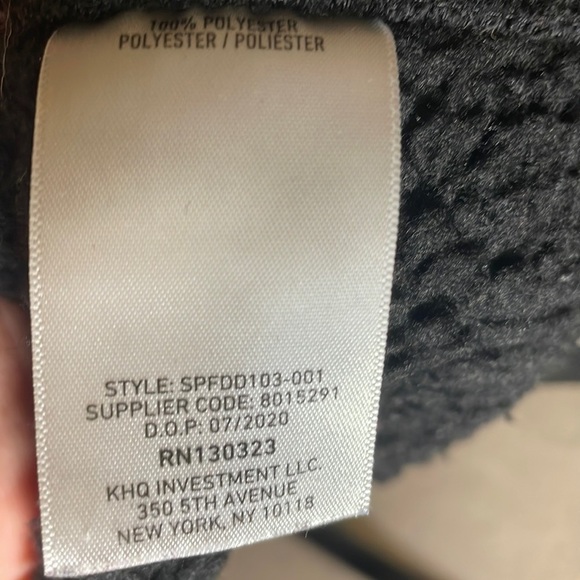 100% POLYESTER
POLYESTER / POLIÉSTER
STYLE: SPFDD103-001
SUPPLIER CODE: 8015291
D.O.P: 07/2020
RN130323
KHQ INVESTMENT LLC.
350 5TH AVENUE
NEW YORK, NY 10118